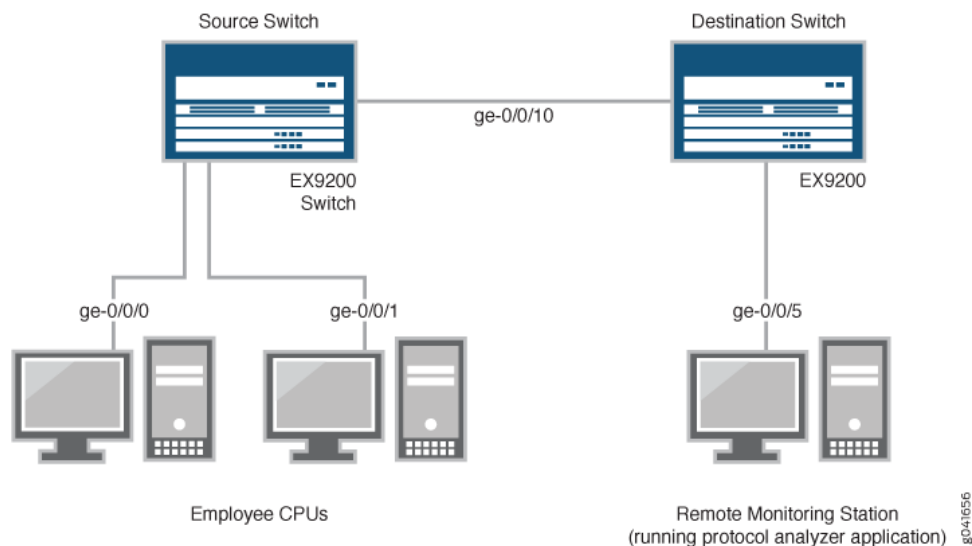 Source Switch
Destination Switch
ge-0/0/10
EX9200
Switch
EX9200
ge-0/0/0
ge-0/0/1
ge-0/0/5
Employee CPUs
Remote Monitoring Station
(running protocol analyzer application)
g041656